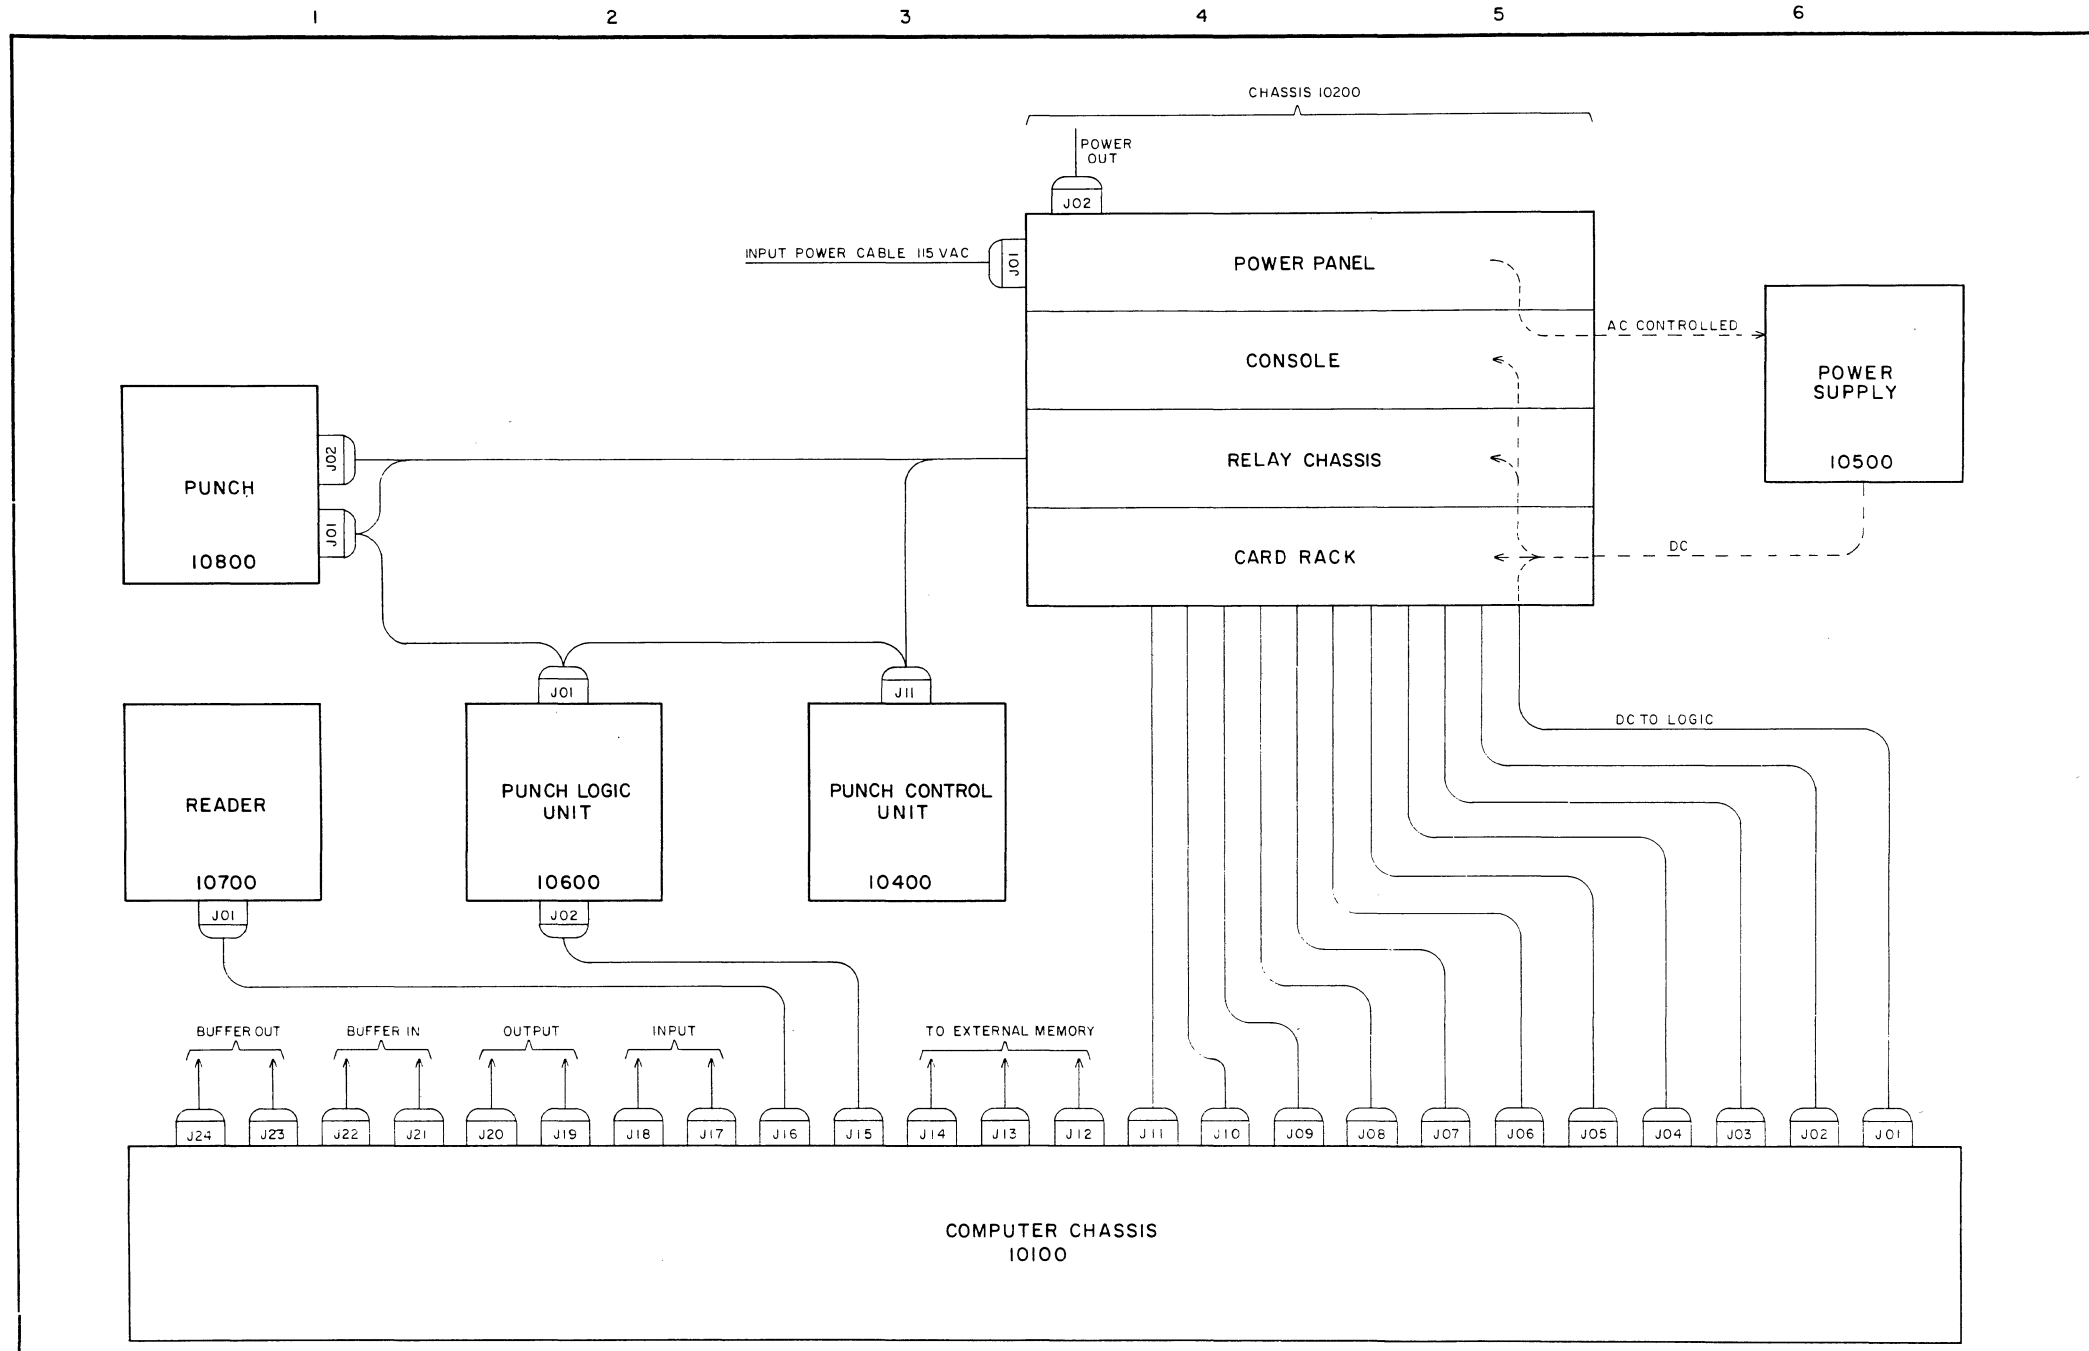 1 2 3 4 5 6
CHASSIS 10200
POWER
OUT
J02
INPUT POWER CABLE 115 VAC
J01
POWER PANEL
AC CONTROLLED
CONSOLE
POWER
SUPPLY
10500
RELAY CHASSIS
CARD RACK
DC
J02
PUNCH
J01
10800
J01
J11
DC TO LOGIC
READER
10700
J01
PUNCH LOGIC
UNIT
10600
J02
PUNCH CONTROL
UNIT
10400
BUFFER OUT
BUFFER IN
OUTPUT
INPUT
TO EXTERNAL MEMORY
J24 J23 J22 J21 J20 J19 J18 J17 J16 J15 J14 J13 J12 J11 J10 J09 J08 J07 J06 J05 J04 J03 J02 J01
COMPUTER CHASSIS
10100